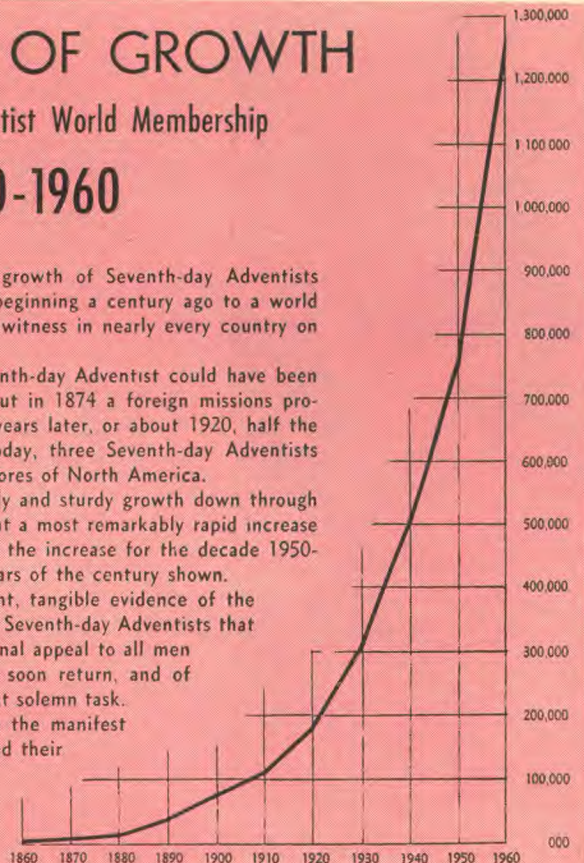 OF GROWTH
tist World Membership
0-1960
growth of Seventh-day Adventists
beginning a century ago to a world
witness in nearly every country on
nth-day Adventist could have been
ut in 1874 a foreign missions pro-
years later, or about 1920, half the
day, three Seventh-day Adventists
ores of North America.
ly and sturdy growth down through
t a most remarkably rapid increase
the increase for the decade 1950-
ars of the century shown.
nt, tangible evidence of the
Seventh-day Adventists that
nal appeal to all men
soon return, and of
t solemn task.
the manifest
d their
1,300,000
1,200,000
1 100 000
1 000,000
900,000
800,000
700,000
600,000
500,000
400,000
300,000
200,000
100,000
000
1860 1870 1880 1890 1900 1910 1920 1930 1940 1950 1960